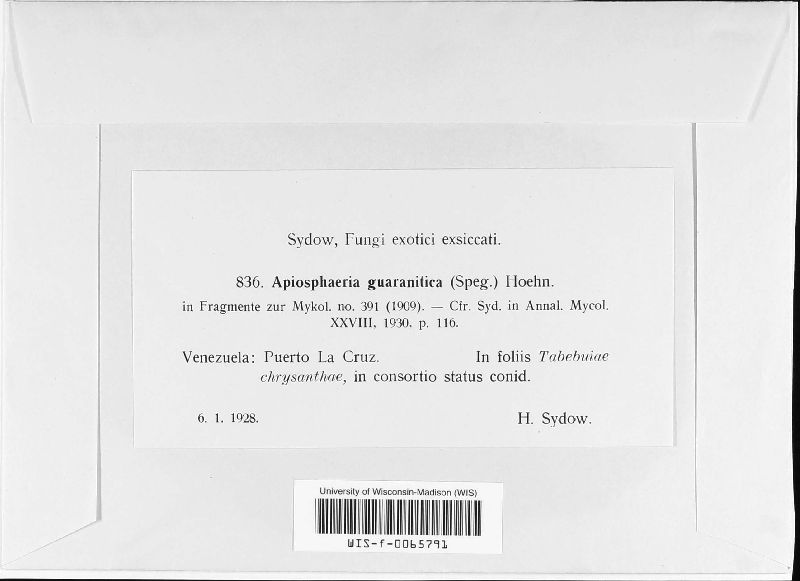 Sydow, Fungi exotici exsiccati.
836. Apiosphaeria guaranitica (Speg.) Hoehn.
in Fragmente zur Mykol. no. 391 (1909). — Cfr. Syd. in Annal. Mycol.
XXVIII, 1930. p. 116.
Venezuela: Puerto La Cruz. In foliis Tabebuiae
chrysanthae, in consortio status conid.
6. 1. 1928. H. Sydow.
University of Wisconsin-Madison (WIS)
WIS-f-0065791